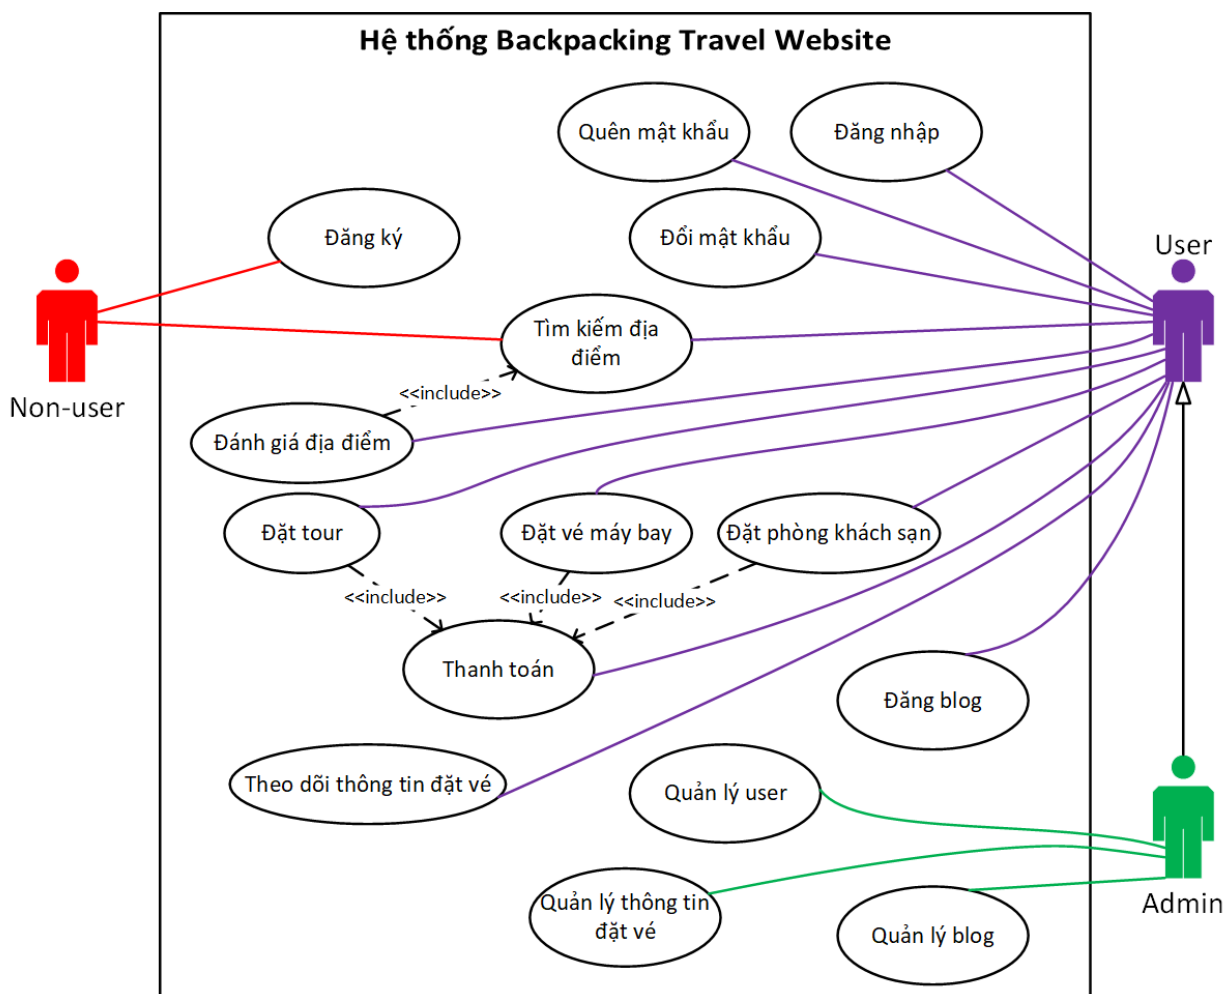 Hệ thống Backpacking Travel Website
Quên mật khẩu
Đăng nhập
Đăng ký
Đổi mật khẩu
User
Tìm kiếm địa
điểm
<<include>>
Non-user
Đánh giá địa điểm
Đặt tour
Đặt vé máy bay
Đặt phòng khách sạn
<<include>>
<<include>>
<<include>>
Thanh toán
Đăng blog
Theo dõi thông tin đặt vé
Quản lý user
Quản lý thông tin
đặt vé
Quản lý blog
Admin